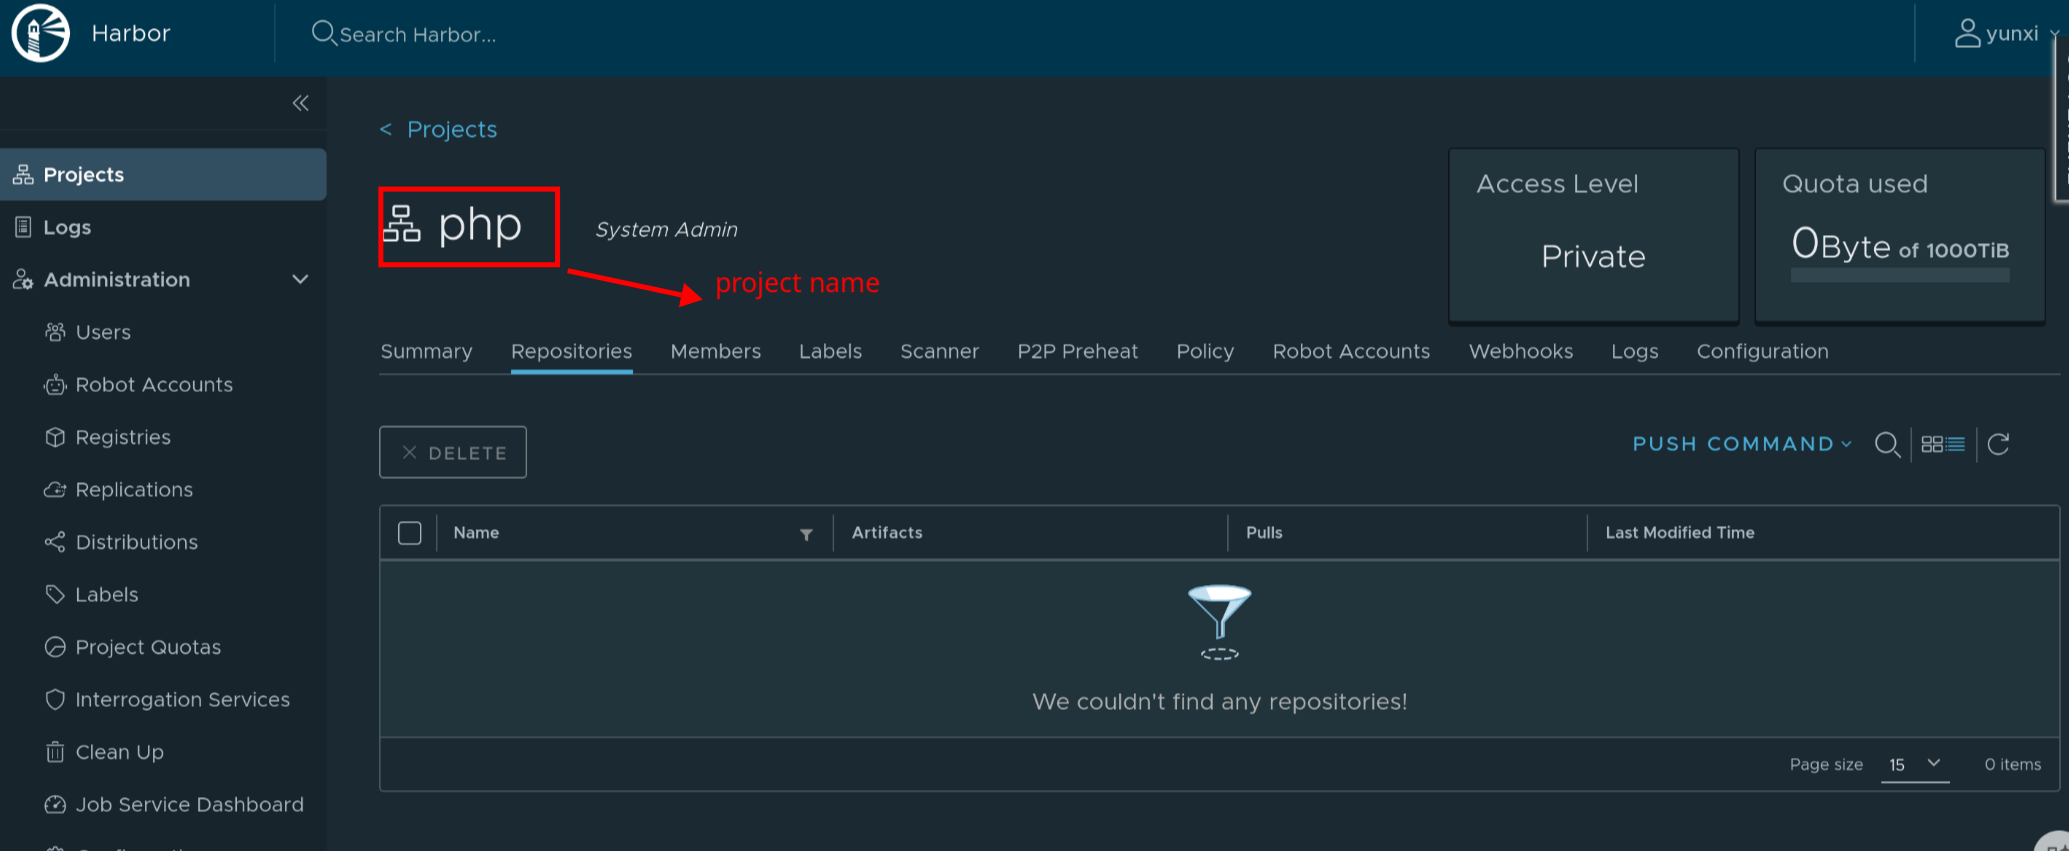 Harbor
Search Harbor...
yunxi
Projects
Logs
Administration
Users
Robot Accounts
Registries
Replications
Distributions
Labels
Project Quotas
Interrogation Services
Clean Up
Job Service Dashboard
< Projects
php
System Admin
project name
Access Level
Private
Quota used
0Byte of 1000TiB
Summary Repositories Members Labels Scanner P2P Preheat Policy Robot Accounts Webhooks Logs Configuration
DELETE
PUSH COMMAND
Name Artifacts Pulls Last Modified Time
We couldn't find any repositories!
Page size 15 0 items